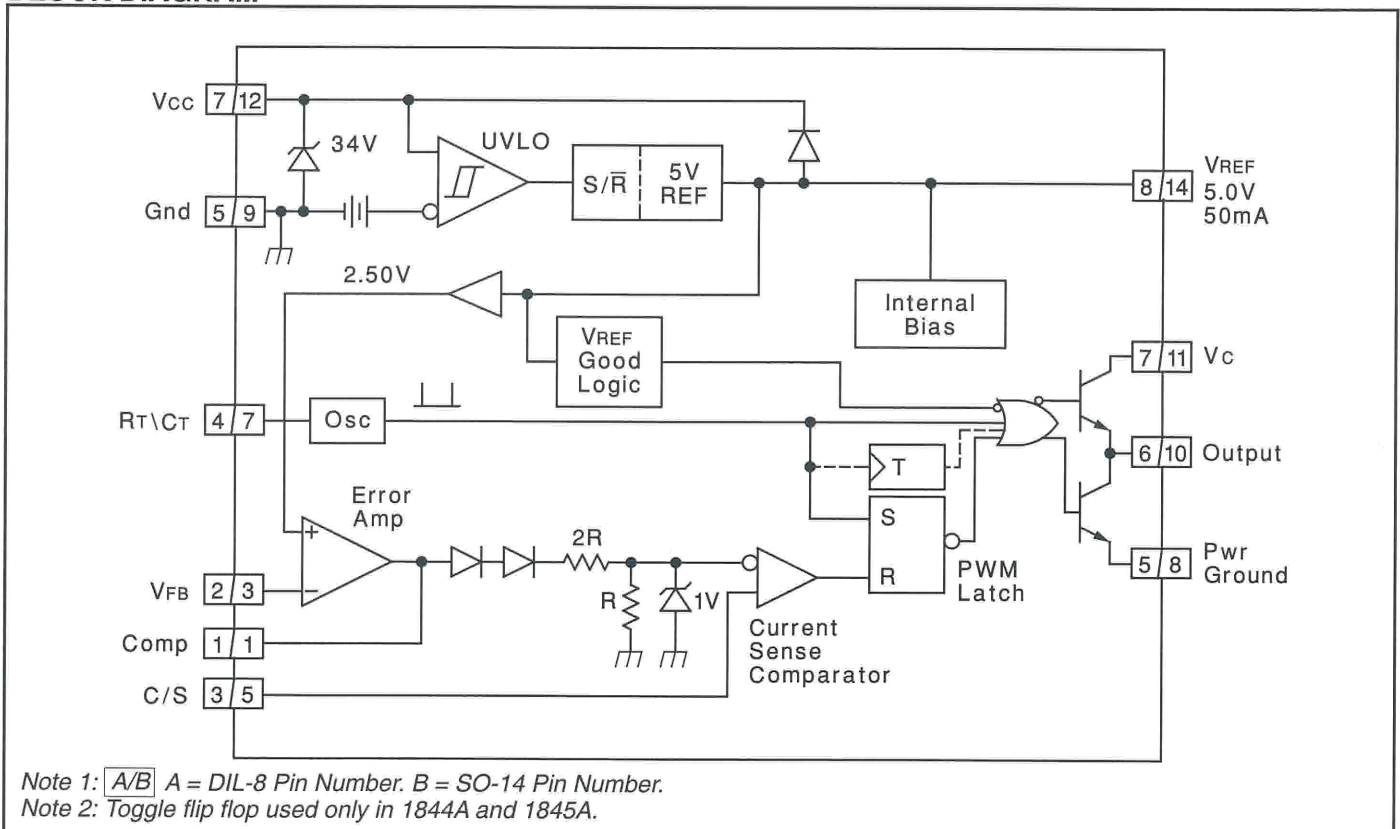 Vcc 7/12
34V
UVLO
S/R̅
5V
REF
VREF
5.0V
50mA
8/14
Gnd 5/9
2.50V
VREF
Good
Logic
Internal
Bias
7/11 Vc
RT\CT 4/7
Osc
T
6/10 Output
Error
Amp
+
−
2R
R
1V
S
R
PWM
Latch
5/8
Pwr
Ground
VFB 2/3
Comp 1/1
Current
Sense
Comparator
C/S 3/5
Note 1: A/B A = DIL-8 Pin Number. B = SO-14 Pin Number.
Note 2: Toggle flip flop used only in 1844A and 1845A.